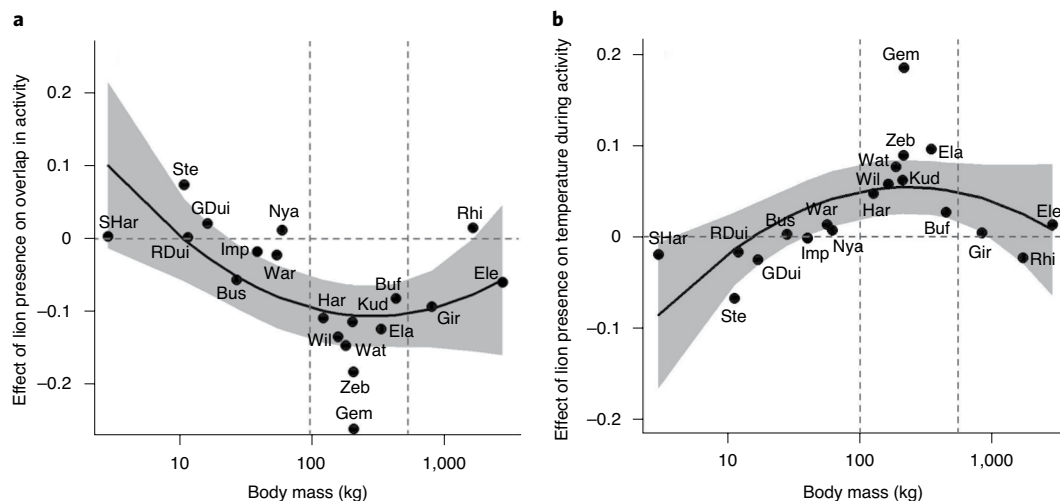 a
Effect of lion presence on overlap in activity
0.2
0.1
0
−0.1
−0.2
SHar
Ste
GDui
RDui
Bus
Imp
War
Nya
Har
Wil
Kud
Wat
Zeb
Gem
Buf
Ela
Gir
Rhi
Ele
10
100
1,000
Body mass (kg)
b
Effect of lion presence on temperature during activity
0.2
0.1
0
−0.1
−0.2
SHar
Ste
RDui
GDui
Bus
Imp
War
Nya
Wil
Har
Wat
Zeb
Gem
Kud
Ela
Buf
Gir
Rhi
Ele
10
100
1,000
Body mass (kg)